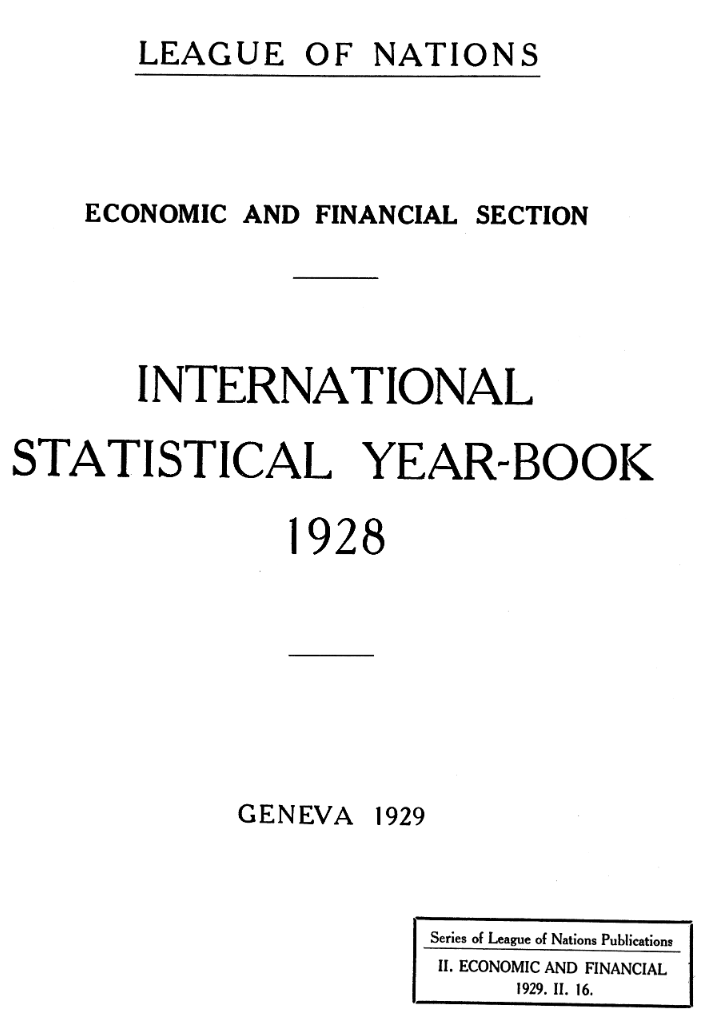 LEAGUE OF NATIONS
ECONOMIC AND FINANCIAL SECTION
INTERNATIONAL
STATISTICAL YEAR-BOOK
1928
GENEVA 1929
Series of League of Nations Publications
II. ECONOMIC AND FINANCIAL
1929. II. 16.